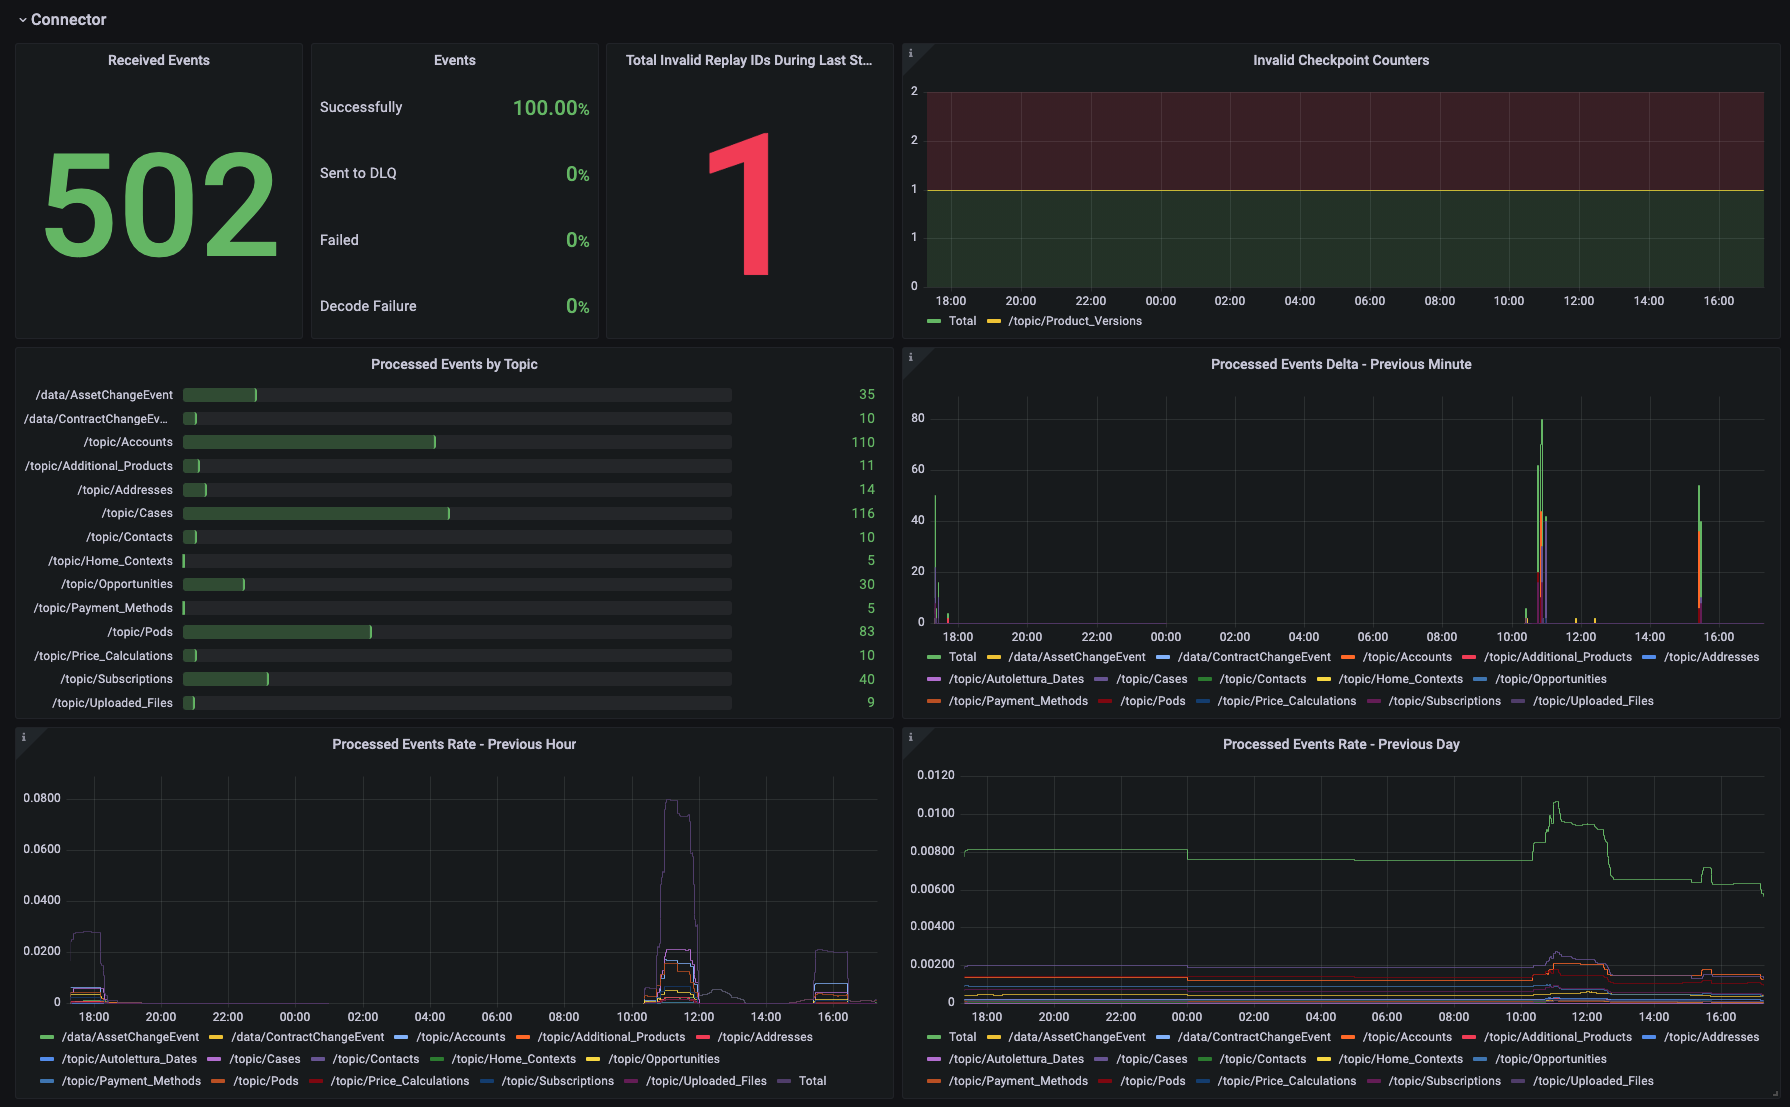 Connector
Received Events
502
Events
Successfully 100.00%
Sent to DLQ 0%
Failed 0%
Decode Failure 0%
Total Invalid Replay IDs During Last St...
1
Invalid Checkpoint Counters
2
2
1
1
0
18:00 20:00 22:00 00:00 02:00 04:00 06:00 08:00 10:00 12:00 14:00 16:00
Total /topic/Product_Versions
Processed Events by Topic
/data/AssetChangeEvent 35
/data/ContractChangeEv... 10
/topic/Accounts 110
/topic/Additional_Products 11
/topic/Addresses 14
/topic/Cases 116
/topic/Contacts 10
/topic/Home_Contexts 5
/topic/Opportunities 30
/topic/Payment_Methods 5
/topic/Pods 83
/topic/Price_Calculations 10
/topic/Subscriptions 40
/topic/Uploaded_Files 9
Processed Events Delta - Previous Minute
80
60
40
20
0
18:00 20:00 22:00 00:00 02:00 04:00 06:00 08:00 10:00 12:00 14:00 16:00
Total /data/AssetChangeEvent /data/ContractChangeEvent /topic/Accounts /topic/Additional_Products /topic/Addresses
/topic/Autolettura_Dates /topic/Cases /topic/Contacts /topic/Home_Contexts /topic/Opportunities
/topic/Payment_Methods /topic/Pods /topic/Price_Calculations /topic/Subscriptions /topic/Uploaded_Files
Processed Events Rate - Previous Hour
0.0800
0.0600
0.0400
0.0200
0
18:00 20:00 22:00 00:00 02:00 04:00 06:00 08:00 10:00 12:00 14:00 16:00
/data/AssetChangeEvent /data/ContractChangeEvent /topic/Accounts /topic/Additional_Products /topic/Addresses
/topic/Autolettura_Dates /topic/Cases /topic/Contacts /topic/Home_Contexts /topic/Opportunities
/topic/Payment_Methods /topic/Pods /topic/Price_Calculations /topic/Subscriptions /topic/Uploaded_Files Total
Processed Events Rate - Previous Day
0.0120
0.0100
0.00800
0.00600
0.00400
0.00200
0
18:00 20:00 22:00 00:00 02:00 04:00 06:00 08:00 10:00 12:00 14:00 16:00
Total /data/AssetChangeEvent /data/ContractChangeEvent /topic/Accounts /topic/Additional_Products /topic/Addresses
/topic/Autolettura_Dates /topic/Cases /topic/Contacts /topic/Home_Contexts /topic/Opportunities
/topic/Payment_Methods /topic/Pods /topic/Price_Calculations /topic/Subscriptions /topic/Uploaded_Files